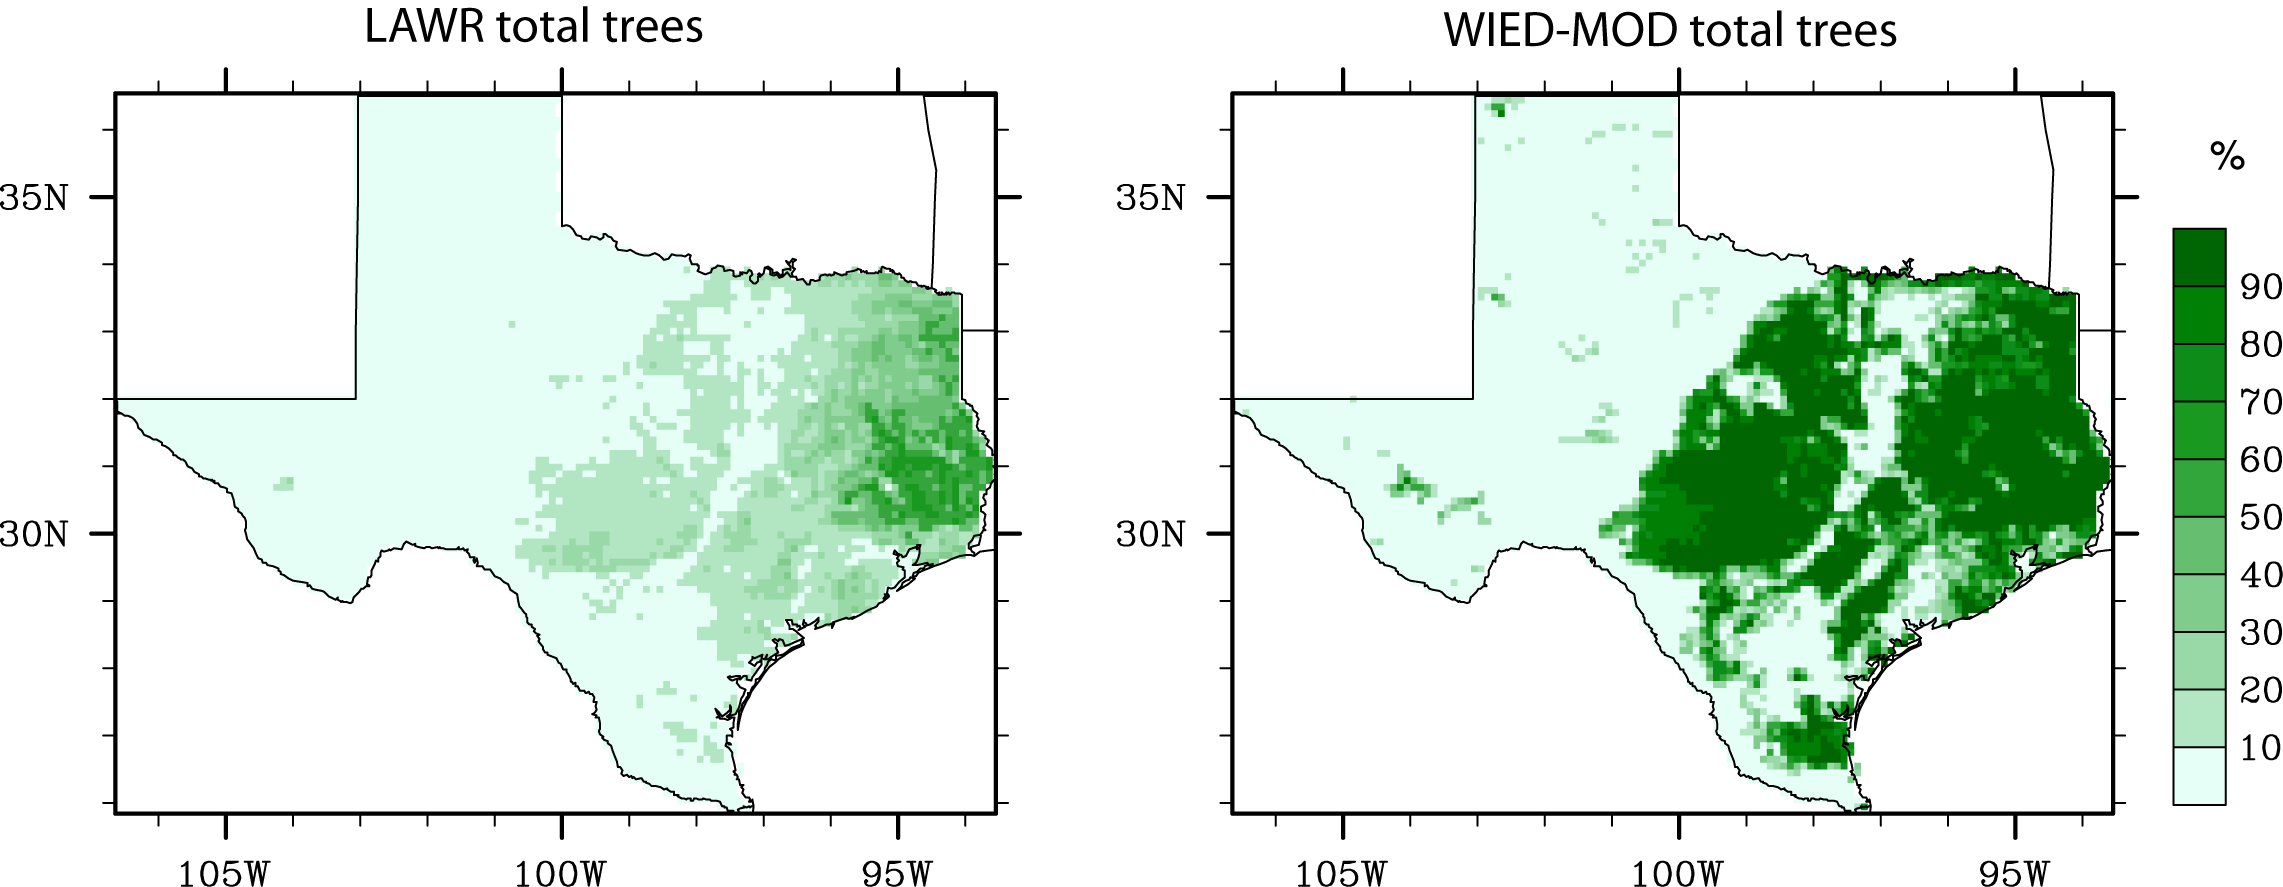 LAWR total trees
WIED-MOD total trees
%
35N
30N
105W
100W
95W
35N
30N
105W
100W
95W
90
80
70
60
50
40
30
20
10